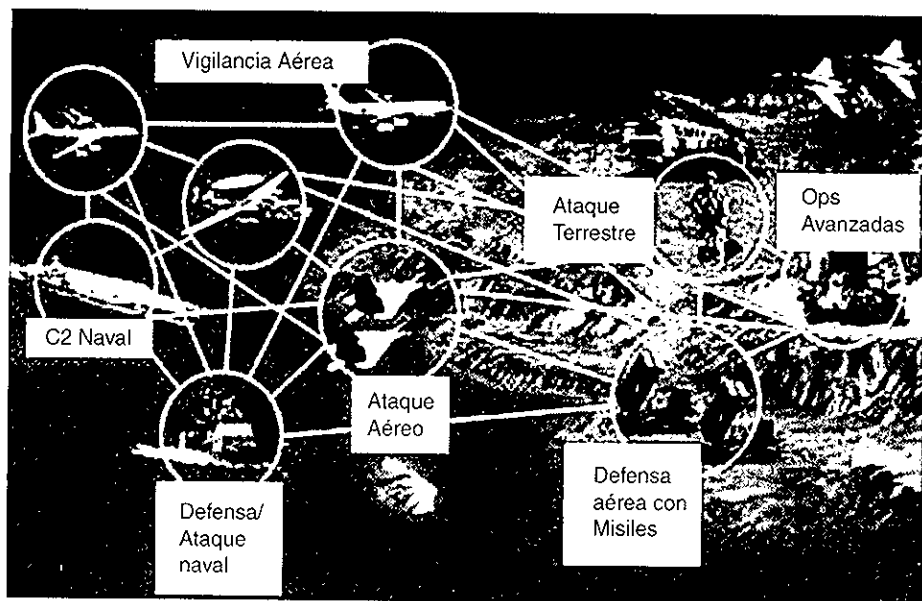 Vigilancia Aérea
Ataque
Terrestre
Ops
Avanzadas
C2 Naval
Ataque
Aéreo
Defensa/
Ataque
naval
Defensa
aérea con
Misiles